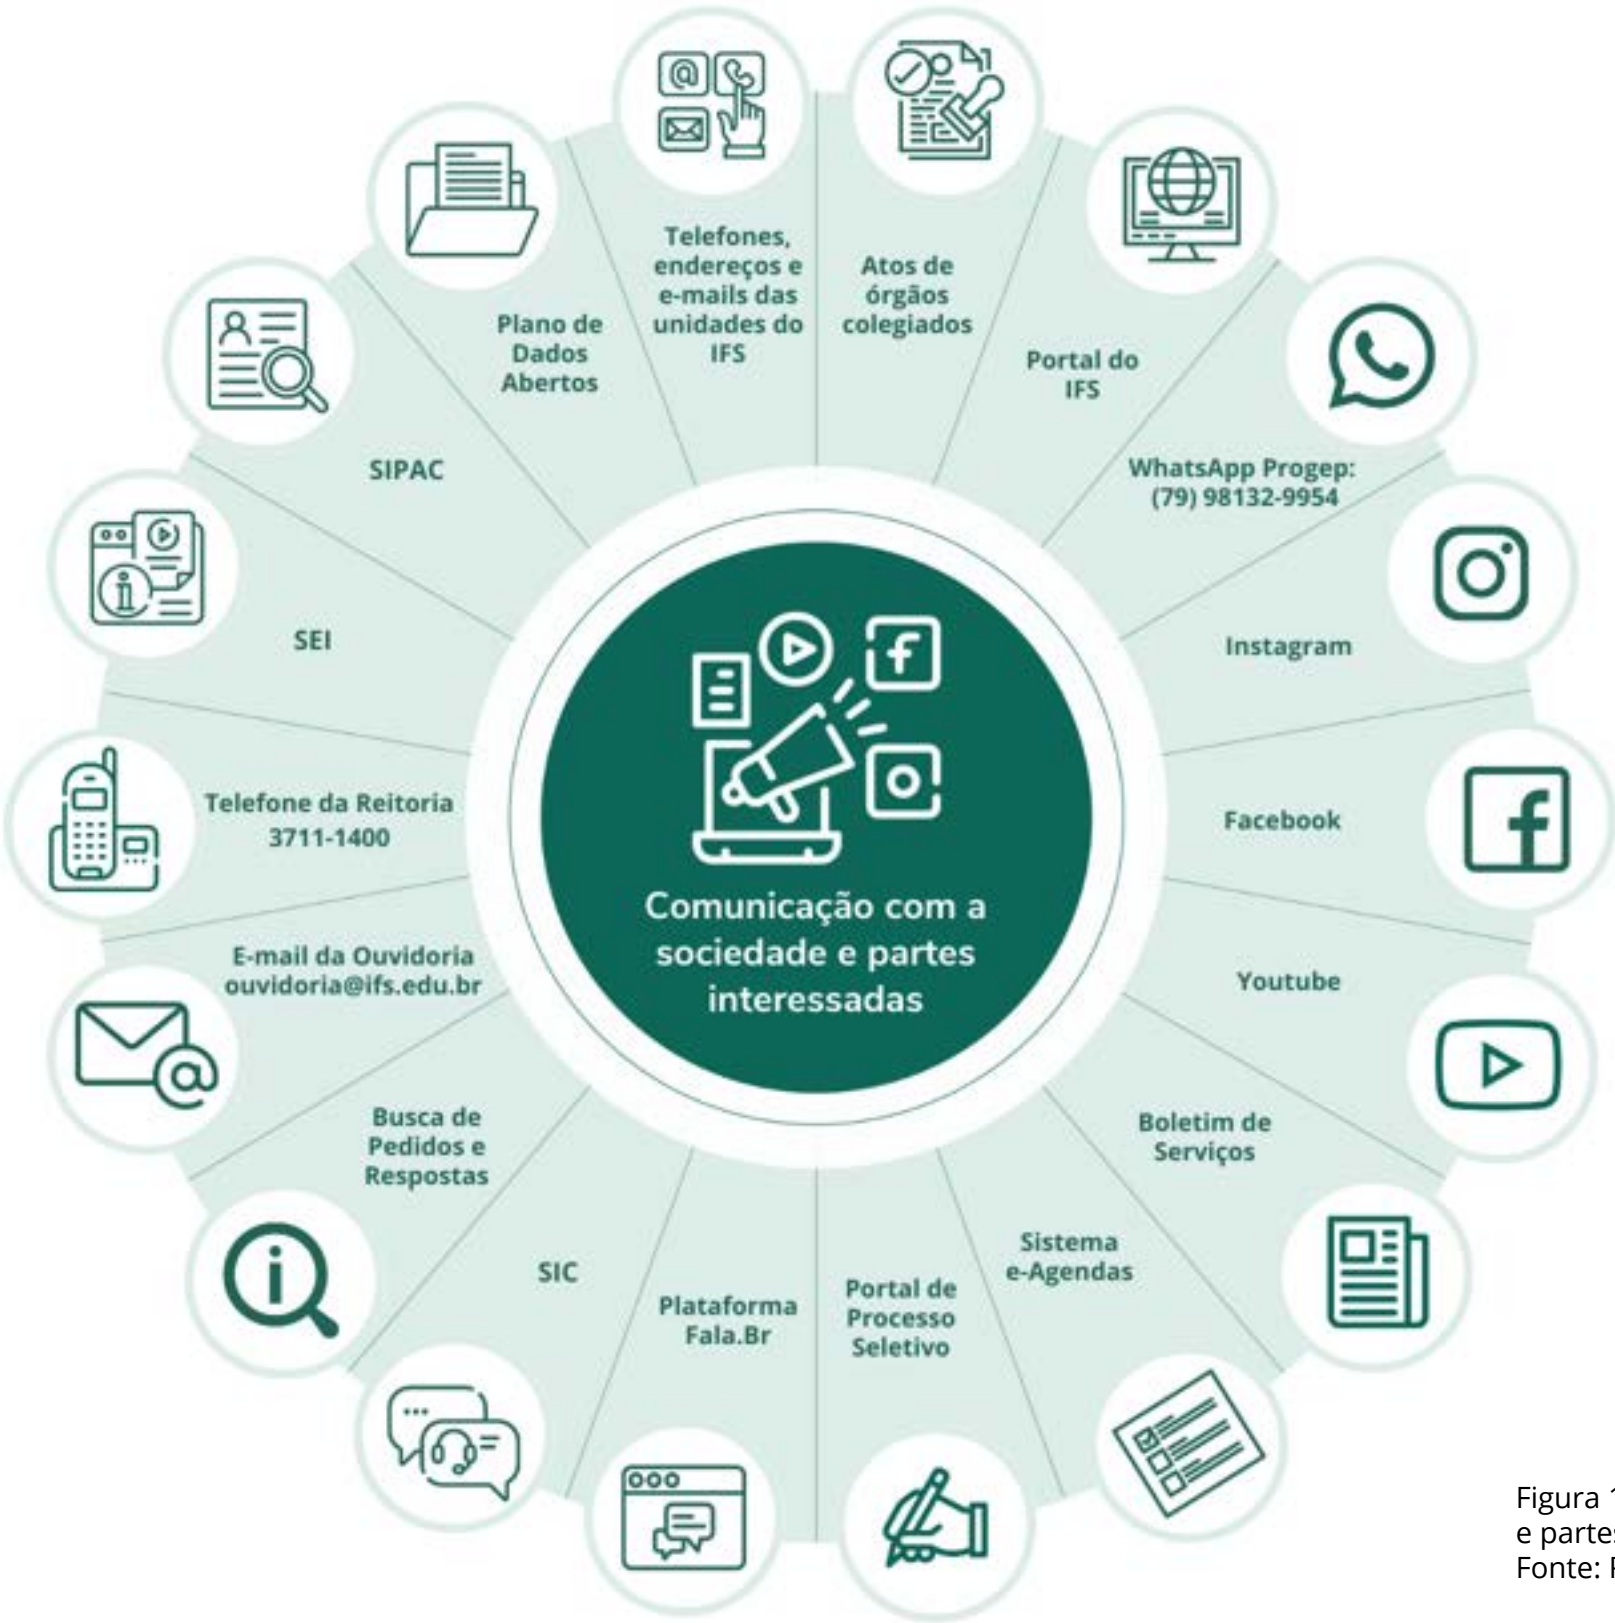 Comunicação com a
sociedade e partes
interessadas
Atos de
órgãos
colegiados
Portal do
IFS
WhatsApp Progep:
(79) 98132-9954
Instagram
Facebook
Youtube
Boletim de
Serviços
Sistema
e-Agendas
Portal de
Processo
Seletivo
Plataforma
Fala.Br
SIC
Busca de
Pedidos e
Respostas
E-mail da Ouvidoria
ouvidoria@ifs.edu.br
Telefone da Reitoria
3711-1400
SEI
SIPAC
Plano de
Dados
Abertos
Telefones,
endereços e
e-mails das
unidades do
IFS
Figura
e
Fonte: